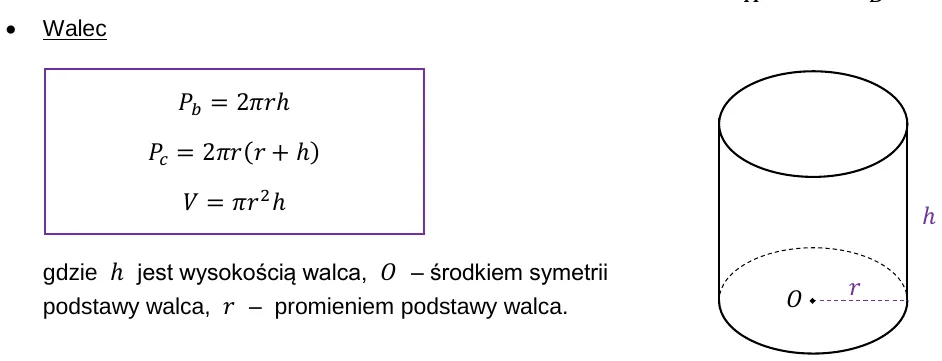 • Walec
P_b = 2πrh
P_c = 2πr(r + h)
V = πr²h
gdzie h jest wysokością walca, O – środkiem symetrii
podstawy walca, r – promieniem podstawy walca.
h
O
r